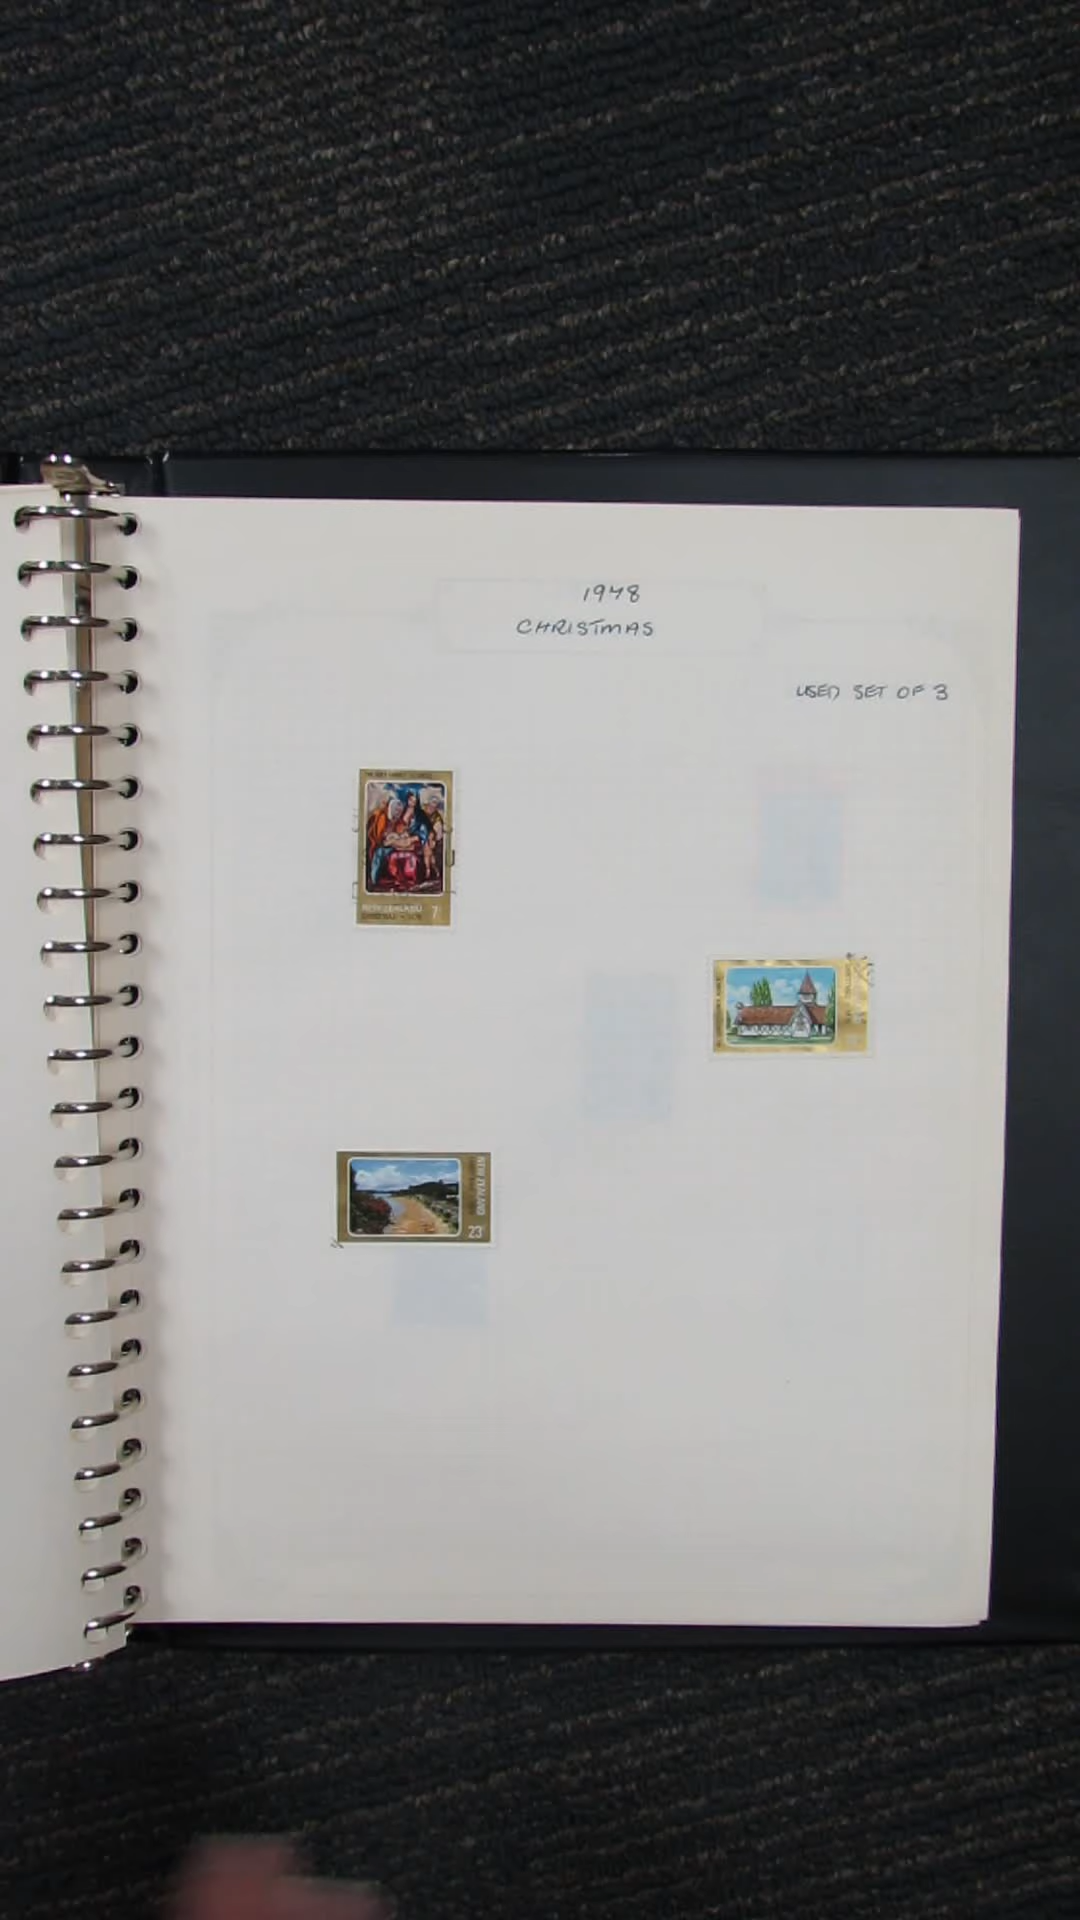 1978
CHRISTMAS
USED SET OF 3
NEW ZEALAND 7
NEW ZEALAND
23